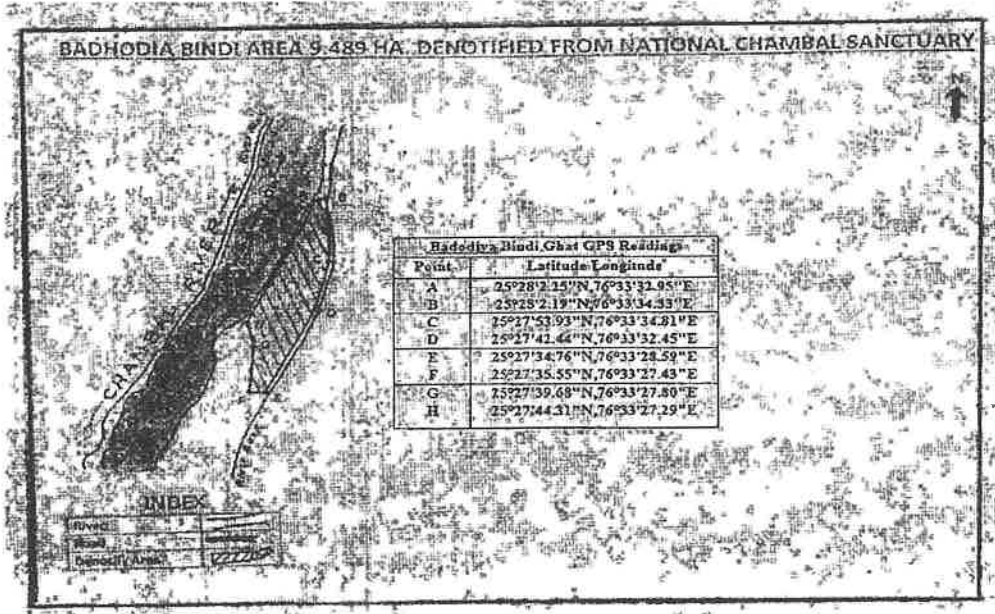 BADHODIA BINDI AREA 9.489 HA. DENOTIFIED FROM NATIONAL CHAMBAL SANCTUARY
N
CHAMBAL RIVER
Badodiya Bindi Ghat GPS Readings
Point Latitude Longitude
A 25°28'2.25"N,76°33'32.95"E
B 25°28'2.19"N,76°33'34.53"E
C 25°27'53.93"N,76°33'34.81"E
D 25°27'42.44"N,76°33'32.45"E
E 25°27'34.76"N,76°33'28.59"E
F 25°27'35.55"N,76°33'27.43"E
G 25°27'39.68"N,76°33'27.80"E
H 25°27'44.31"N,76°33'27.29"E
INDEX
River
Road
Denotify Area